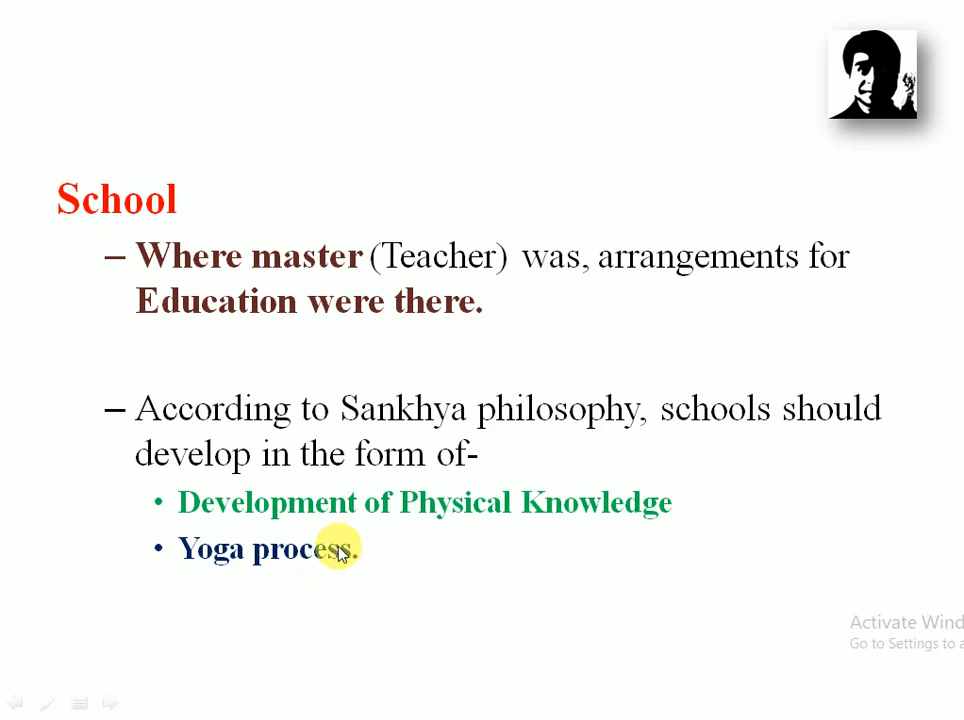 School
– Where master (Teacher) was, arrangements for
Education were there.
– According to Sankhya philosophy, schools should
develop in the form of-
• Development of Physical Knowledge
• Yoga process.
Activate Wind
Go to Settings to a